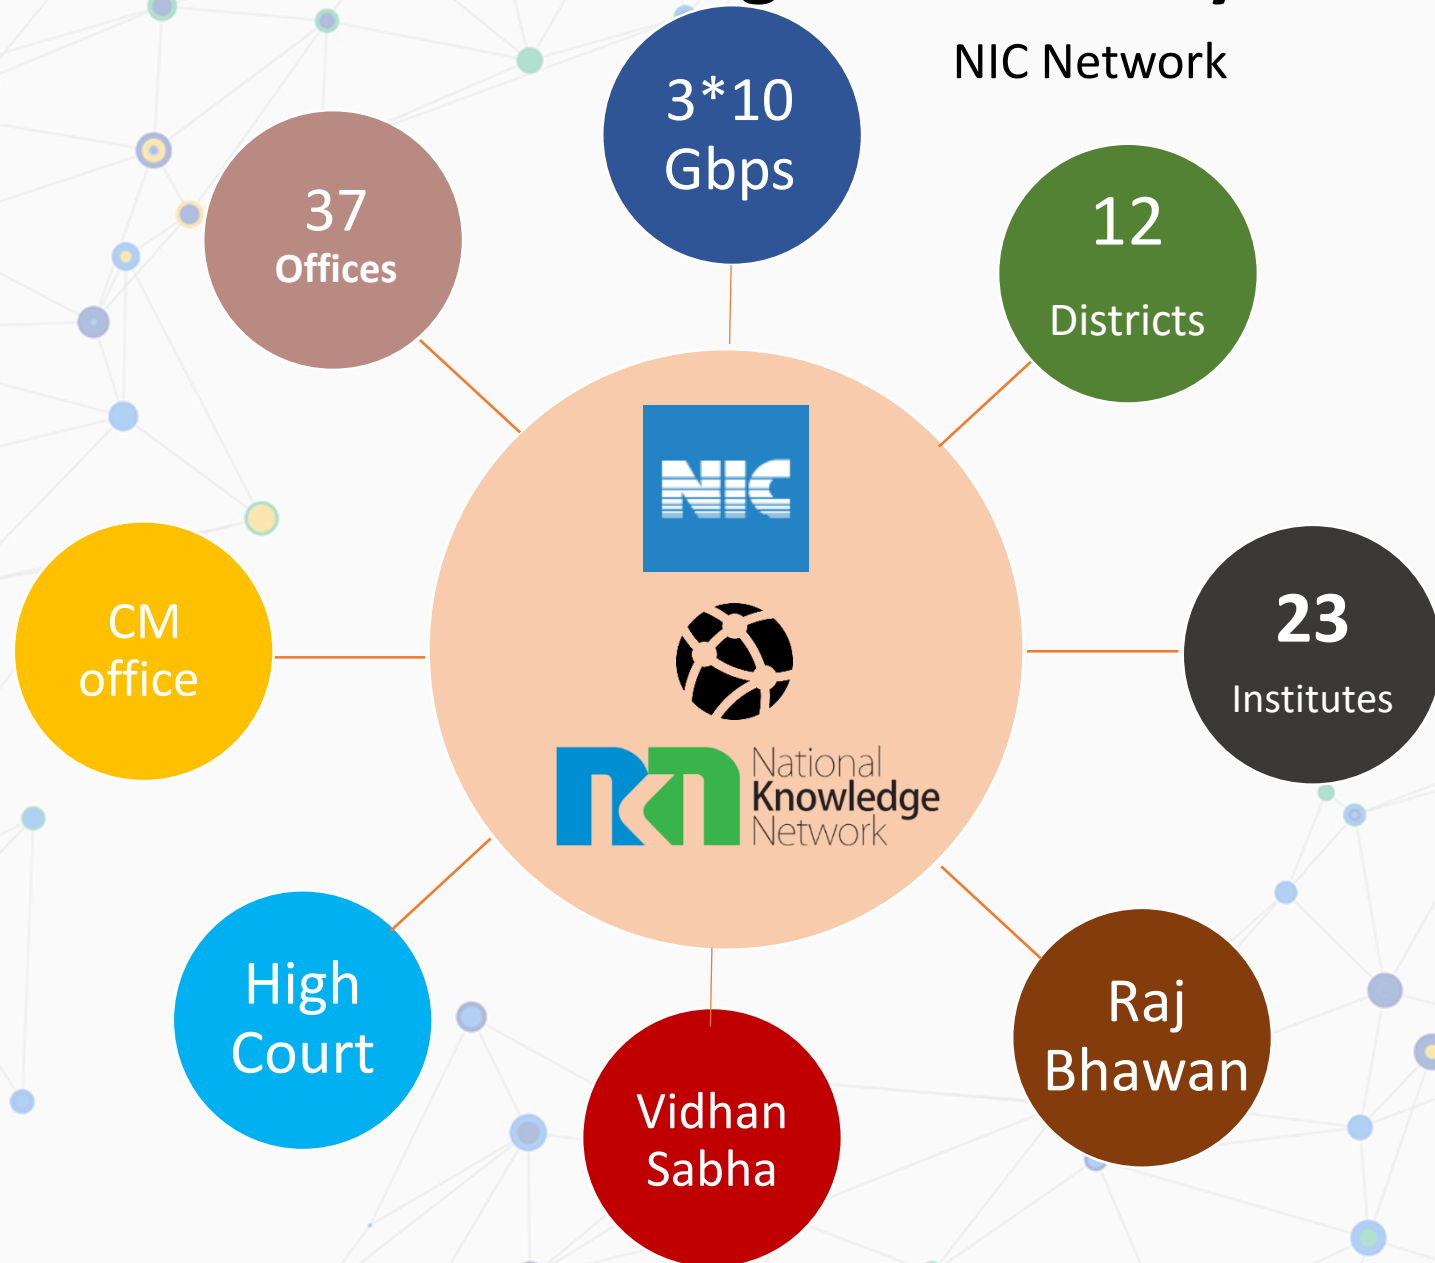 NIC Network
3*10
Gbps
37
Offices
12
Districts
NIC
CM
office
23
Institutes
National
Knowledge
Network
High
Court
Raj
Bhawan
Vidhan
Sabha